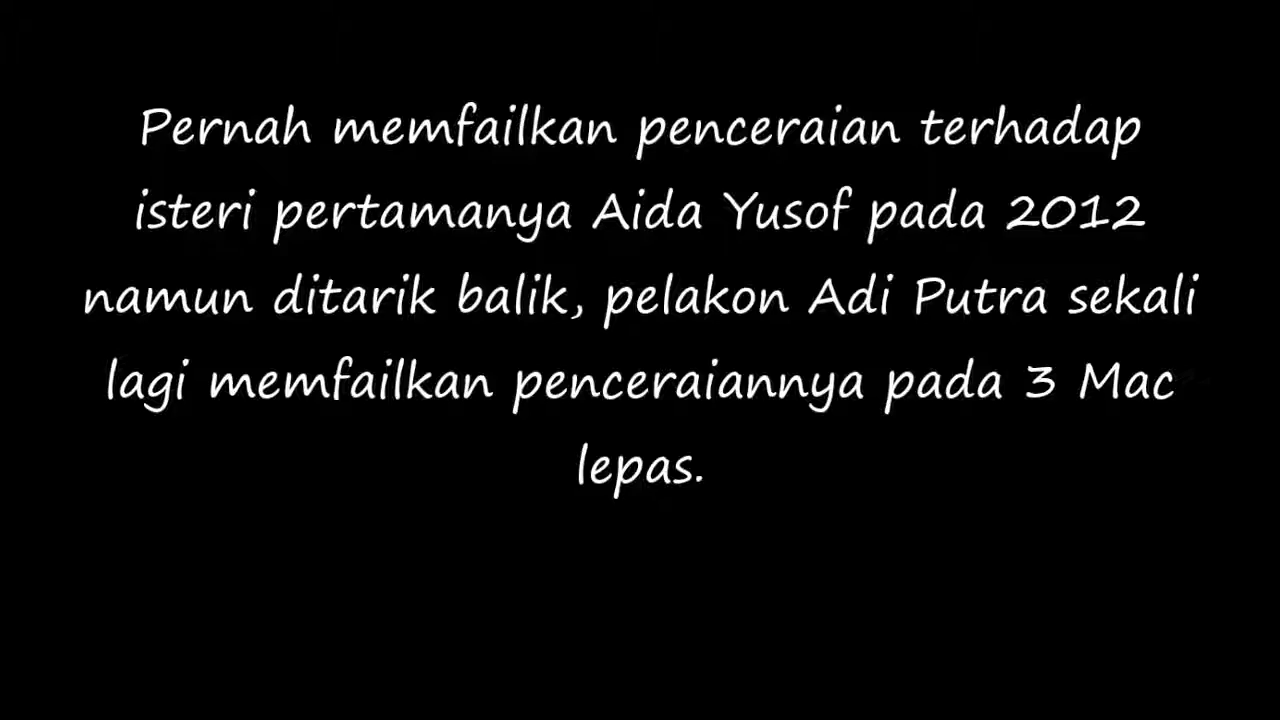 Pernah memfailkan penceraian terhadap
isteri pertamanya Aida Yusof pada 2012
namun ditarik balik, pelakon Adi Putra sekali
lagi memfailkan penceraiannya pada 3 Mac
lepas.